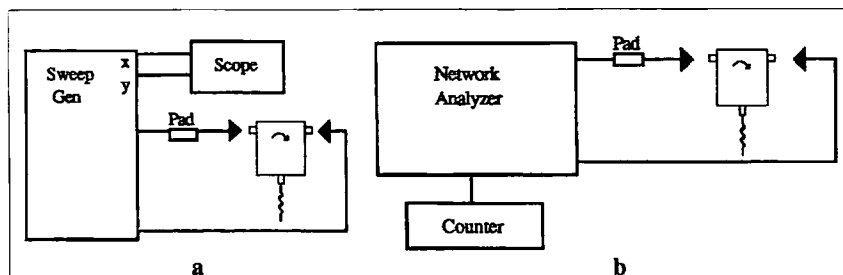 x
y
Sweep
Gen
Scope
Pad
a
Network
Analyzer
Pad
Counter
b